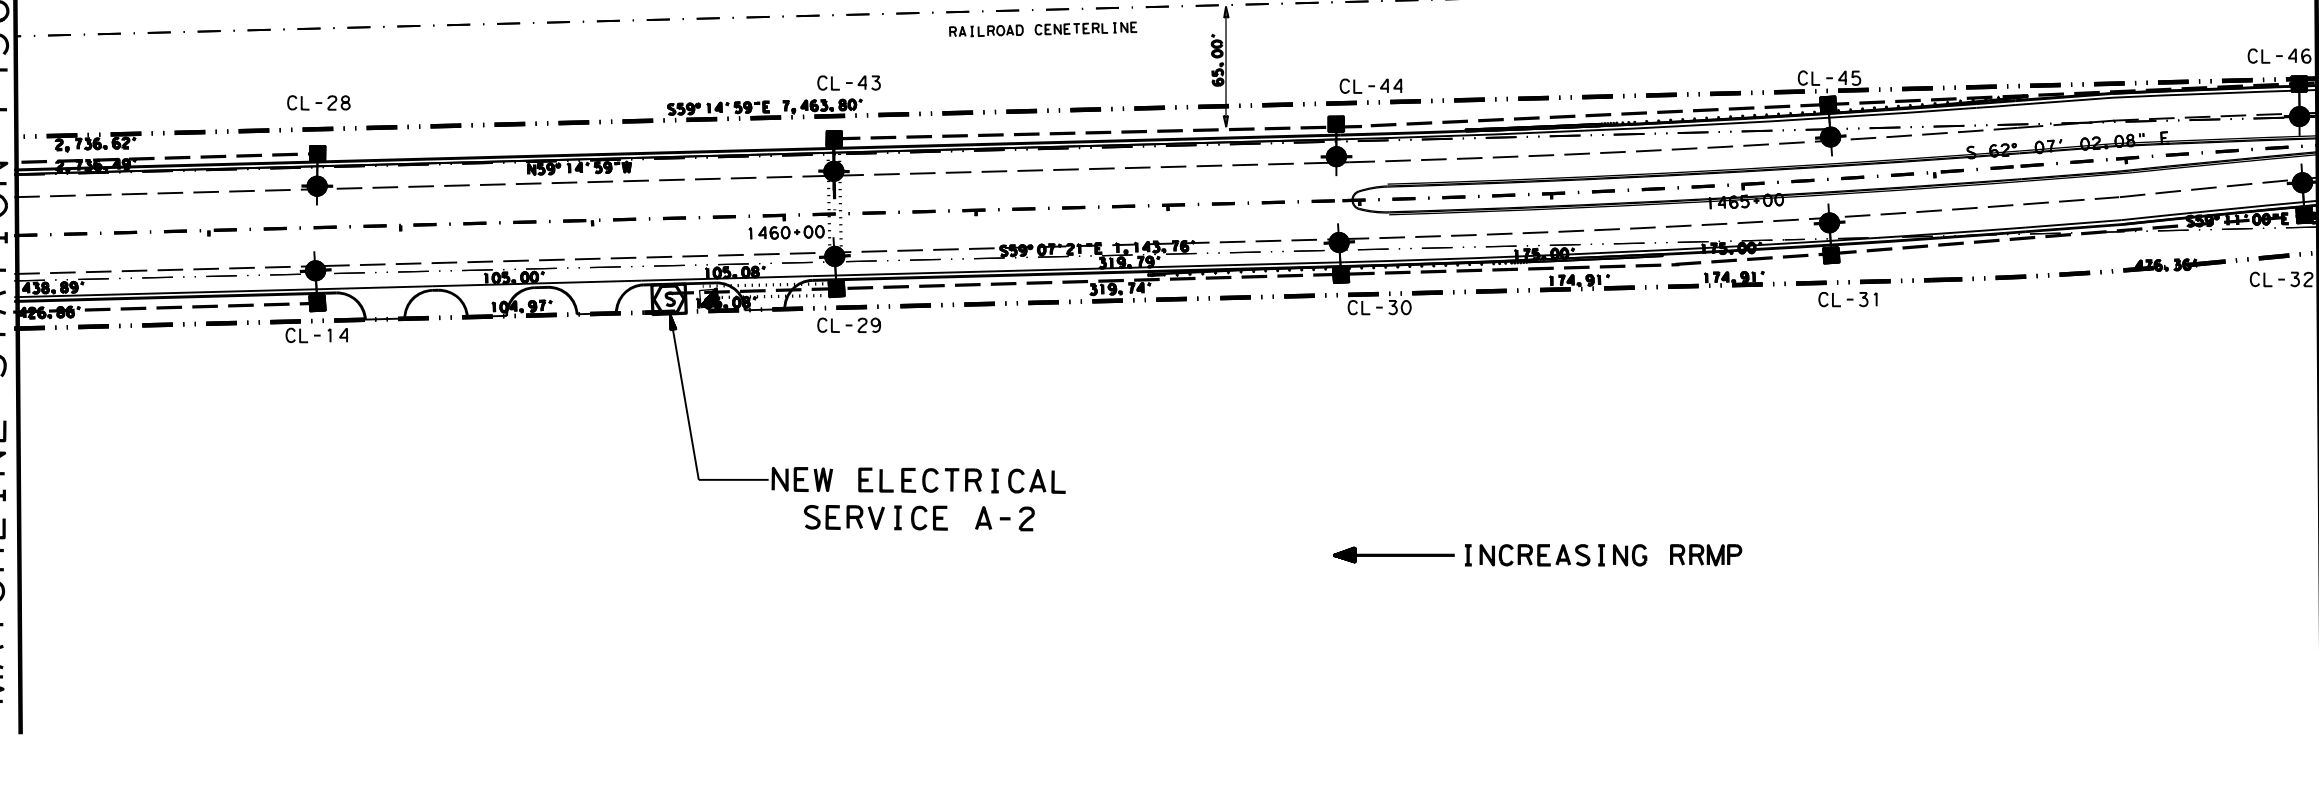 RAILROAD CENETERLINE
65.00'
CL-46
CL-45
CL-43
CL-44
CL-28
S59°14'59"E 7,463.80'
2,736.62'
N59°14'59"W
S 62° 07' 02.08" E
1465+00
1460+00
S59°07'21"E 1,143.76'
319.79'
175.00'
175.00'
105.08'
105.00'
438.89'
319.74'
174.91'
174.91'
476.36'
104.97'
CL-32
CL-31
CL-30
CL-29
CL-14
S
NEW ELECTRICAL
SERVICE A-2
INCREASING RRMP